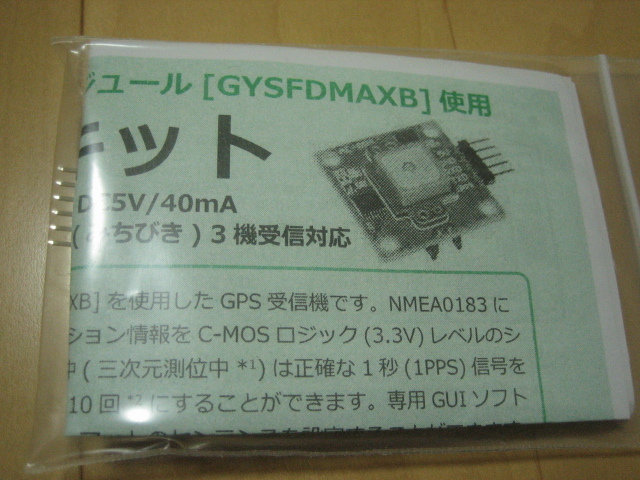 ジュール [GYSFDMAXB] 使用
キット
DC5V/40mA
(みちびき) 3 機受信対応
XB] を使用した GPS 受信機です。NMEA0183 に
ション情報を C-MOS ロジック (3.3V) レベルのシ
中 ( 三次元測位中 *1) は正確な 1 秒 (1PPS) 信号を
10 回*2 にすることができます。専用 GUI ソフト